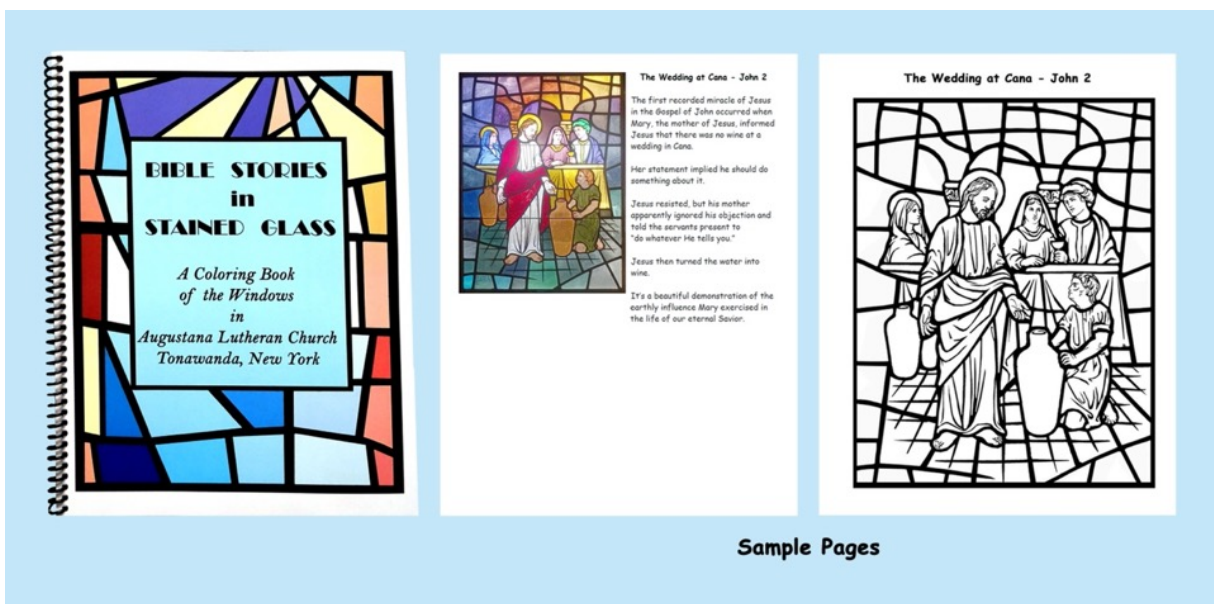 BIBLE STORIES
in
STAINED GLASS
A Coloring Book
of the Windows
in
Augustana Lutheran Church
Tonawanda, New York
The Wedding at Cana - John 2
The first recorded miracle of Jesus
in the Gospel of John occurred when
Mary, the mother of Jesus, informed
Jesus that there was no wine at a
wedding in Cana.
Her statement implied he should do
something about it.
Jesus resisted, but his mother
apparently ignored his objection and
told the servants present to
"do whatever He tells you."
Jesus then turned the water into
wine.
It's a beautiful demonstration of the
earthly influence Mary exercised in
the life of our eternal Savior.
The Wedding at Cana - John 2
Sample Pages